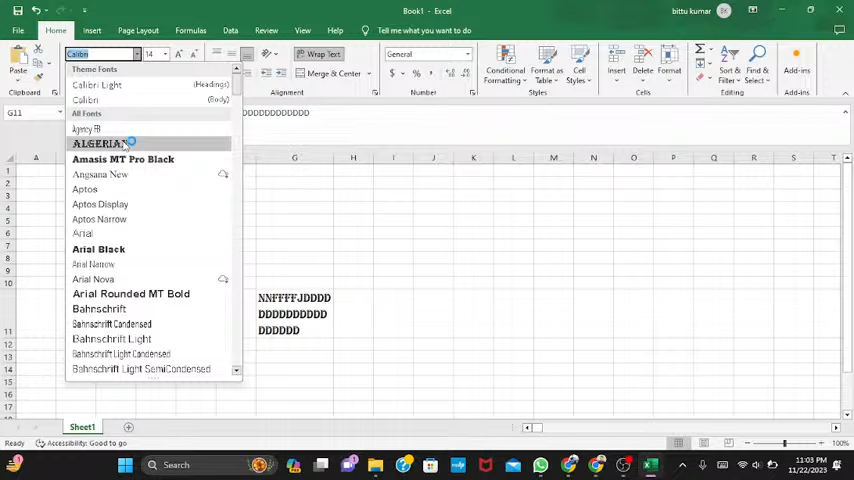 Book1 - Excel
bittu kumar
File Home Insert Draw Page Layout Formulas Data Review View Help Tell me what you want to do
Share
Calibri 14 A A Wrap Text General
Paste Merge & Center $ % , Conditional Formatting Format as Table Cell Styles Insert Delete Format Sort & Filter Find & Select Add-ins
Clipboard Alignment Number Styles Cells Editing Add-ins
G11 DDDDDDDDDDDDD
Theme Fonts
Calibri Light (Headings)
Calibri (Body)
All Fonts
Agency FB
ALGERIAN
Amasis MT Pro Black
Angsana New
Aptos
Aptos Display
Aptos Narrow
Arial
Arial Black
Arial Narrow
Arial Nova
Arial Rounded MT Bold
Bahnschrift
Bahnschrift Condensed
Bahnschrift Light
Bahnschrift Light Condensed
Bahnschrift Light SemiCondensed
A G H I J K L M N O P Q R S T
1
2
3
4
5
6
7
8
9
10
NNFFFFJDDDD
DDDDDDDDDD
11 DDDDDD
12
13
14
15
16
17
Sheet1
Ready Accessibility: Good to go 100%
Search
11:03 PM
11/22/2023